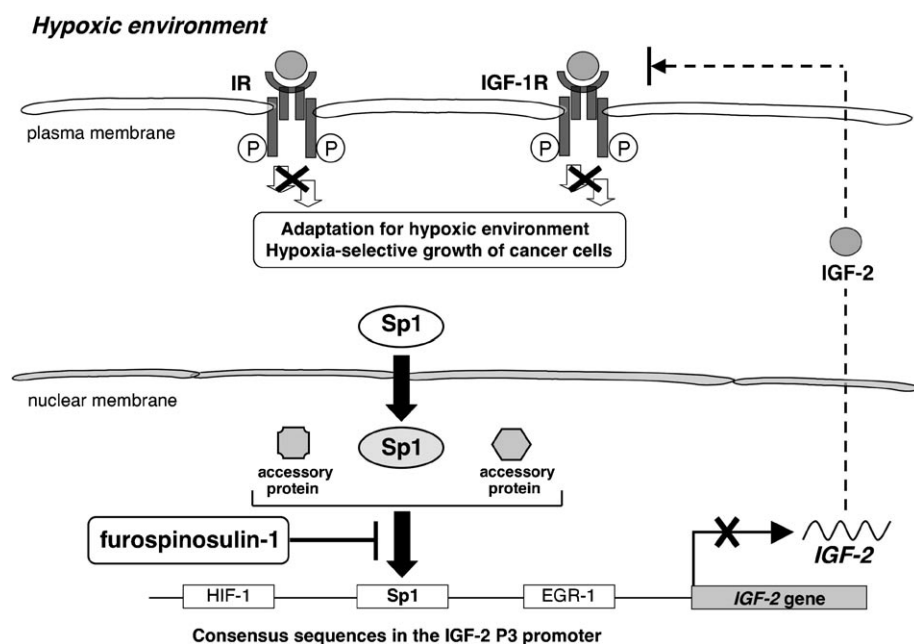 Hypoxic environment
IR
IGF-1R
plasma membrane
P
P
P
P
Adaptation for hypoxic environment
Hypoxia-selective growth of cancer cells
IGF-2
Sp1
nuclear membrane
Sp1
accessory
protein
accessory
protein
furospinosulin-1
IGF-2
HIF-1
Sp1
EGR-1
IGF-2 gene
Consensus sequences in the IGF-2 P3 promoter